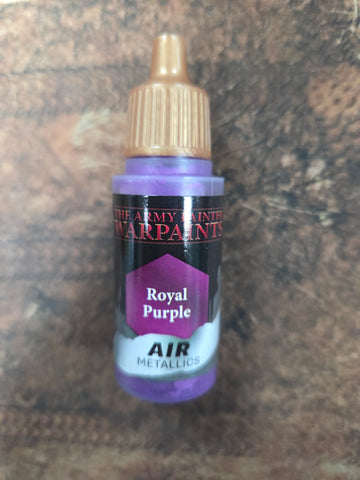 THE ARMY PAINTER
WARPAINTS
Royal
Purple
AIR
METALLICS